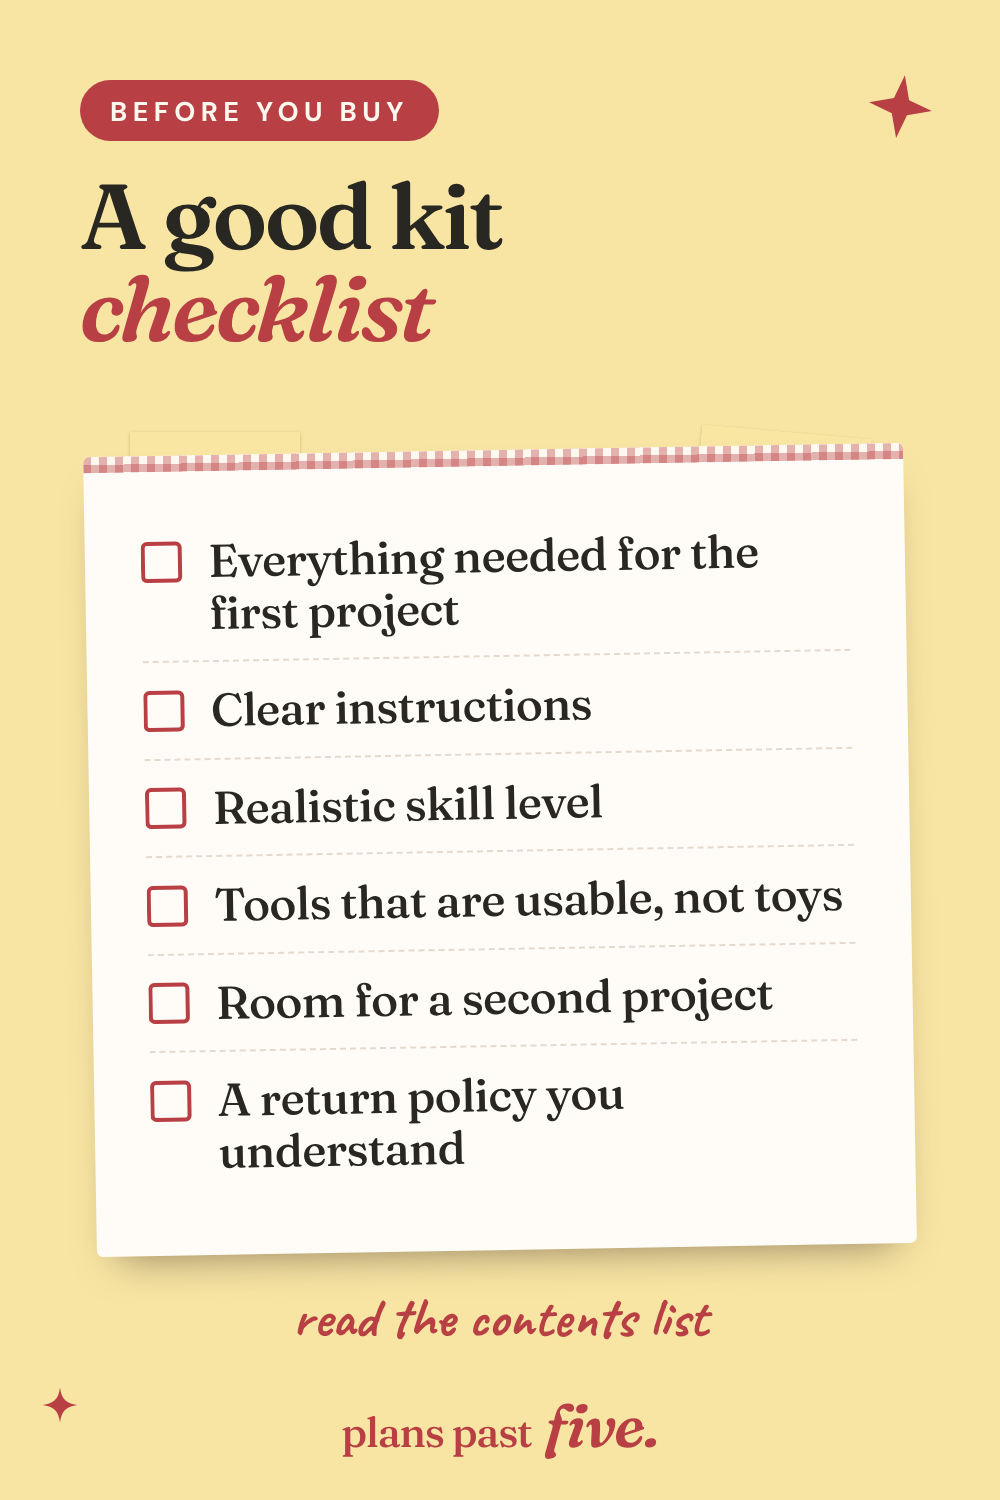 BEFORE YOU BUY
A good kit
checklist
Everything needed for the
first project
Clear instructions
Realistic skill level
Tools that are usable, not toys
Room for a second project
A return policy you
understand
read the contents list
plans past five.